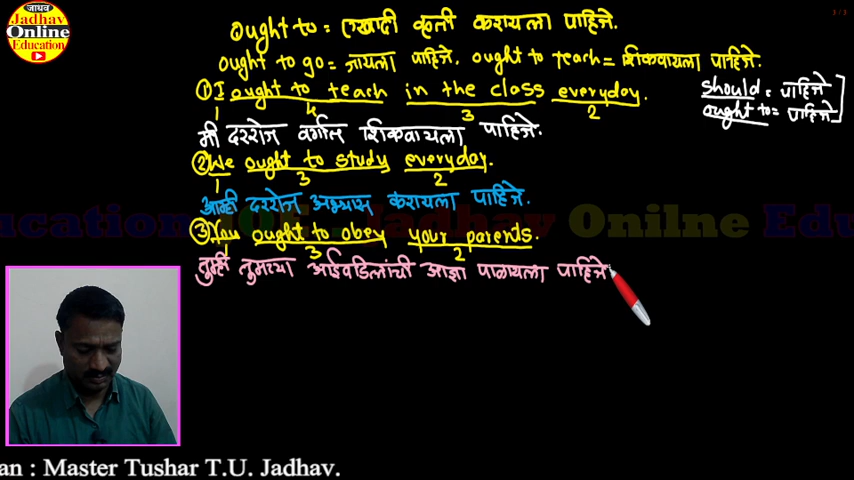 जाधव
Jadhav
Online
Education
3 / 3
Ought to = एखादी कृती करायला पाहिजे.
Ought to go = जायला पाहिजे, ought to teach = शिकवायला पाहिजे.
① I ought to teach in the class everyday.
1 4 3 2
should = पाहिजे
ought to = पाहिजे
मी दररोज वर्गात शिकवायला पाहिजे.
② We ought to study everyday.
1 3 2
आम्ही दररोज अभ्यास करायला पाहिजे.
③ You ought to obey your parents.
1 3 2
तुम्ही तुमच्या आईवडिलांची आज्ञा पाळायला पाहिजे
ucation Jadhav Onilne Edu
an : Master Tushar T.U. Jadhav.